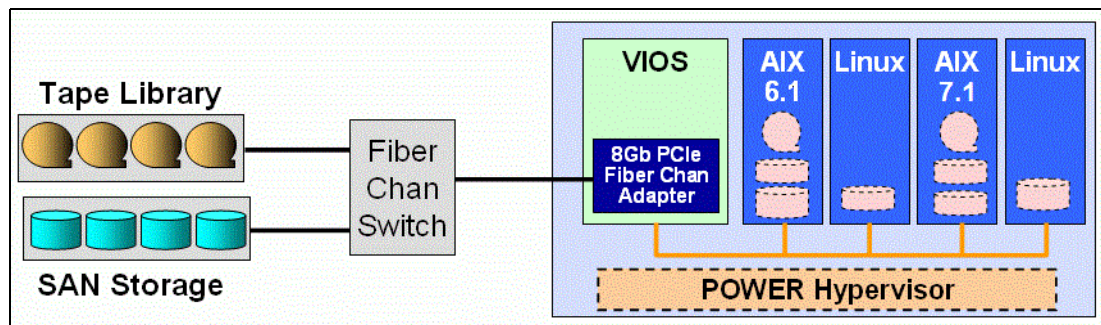 Tape Library
SAN Storage
Fiber
Chan
Switch
VIOS
8Gb PCIe
Fiber Chan
Adapter
AIX
6.1
Linux
AIX
7.1
Linux
POWER Hypervisor